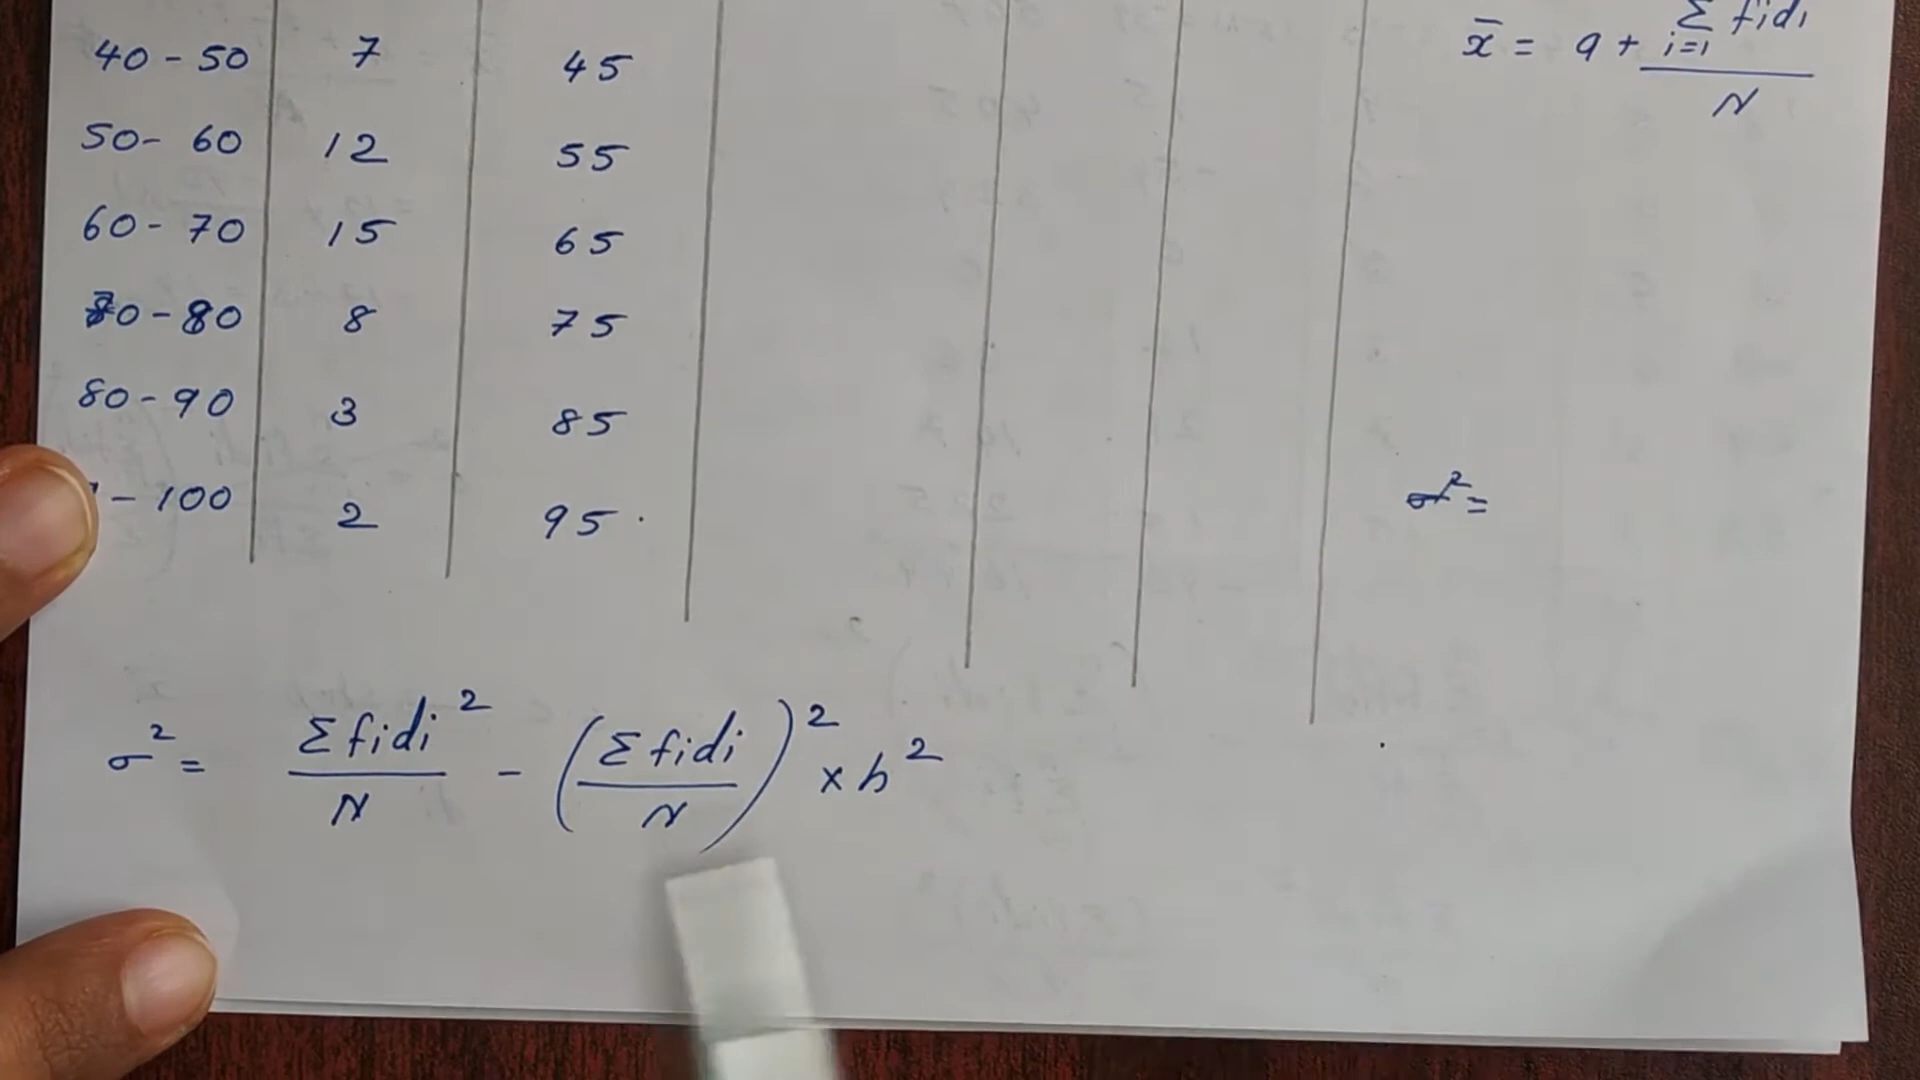 40 - 50 7 45
50 - 60 12 55
60 - 70 15 65
70 - 80 8 75
80 - 90 3 85
- 100 2 95 .
x̄ = a + Σ i=1 fidi / N
σ² =
σ² = Σfidi² / N - (Σfidi / N)² × h²